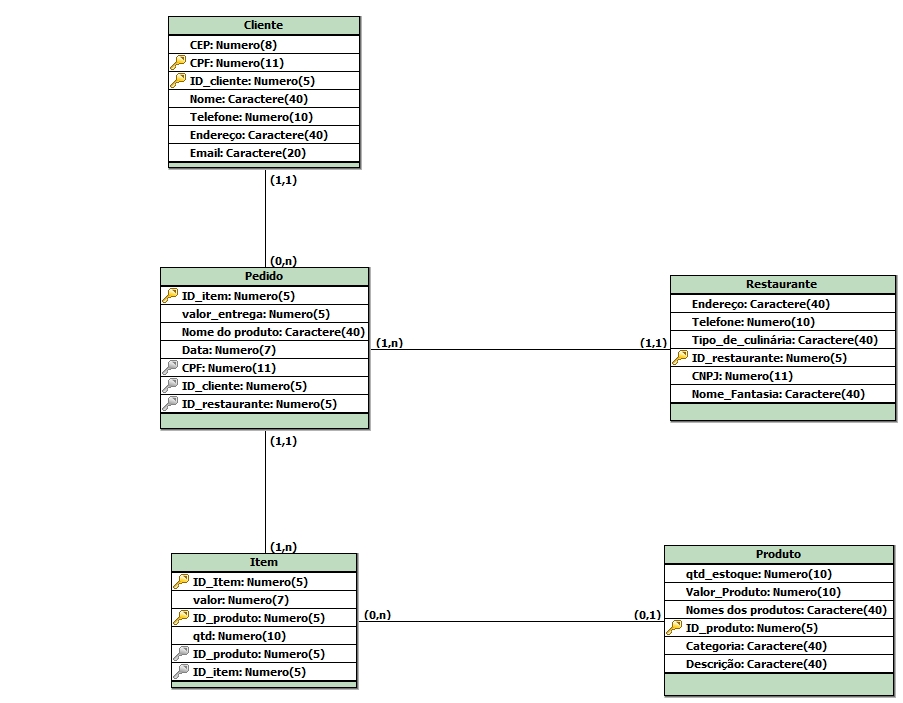 Cliente
CEP: Numero(8)
CPF: Numero(11)
ID_cliente: Numero(5)
Nome: Caractere(40)
Telefone: Numero(10)
Endereço: Caractere(40)
Email: Caractere(20)
(1,1)
(0,n)
Pedido
ID_item: Numero(5)
valor_entrega: Numero(5)
Nome do produto: Caractere(40)
Data: Numero(7)
CPF: Numero(11)
ID_cliente: Numero(5)
ID_restaurante: Numero(5)
(1,n)
(1,1)
Restaurante
Endereço: Caractere(40)
Telefone: Numero(10)
Tipo_de_culinária: Caractere(40)
ID_restaurante: Numero(5)
CNPJ: Numero(11)
Nome_Fantasia: Caractere(40)
(1,1)
(1,n)
Item
ID_Item: Numero(5)
valor: Numero(7)
ID_produto: Numero(5)
qtd: Numero(10)
ID_produto: Numero(5)
ID_item: Numero(5)
(0,n)
(0,1)
Produto
qtd_estoque: Numero(10)
Valor_Produto: Numero(10)
Nomes dos produtos: Caractere(40)
ID_produto: Numero(5)
Categoria: Caractere(40)
Descrição: Caractere(40)